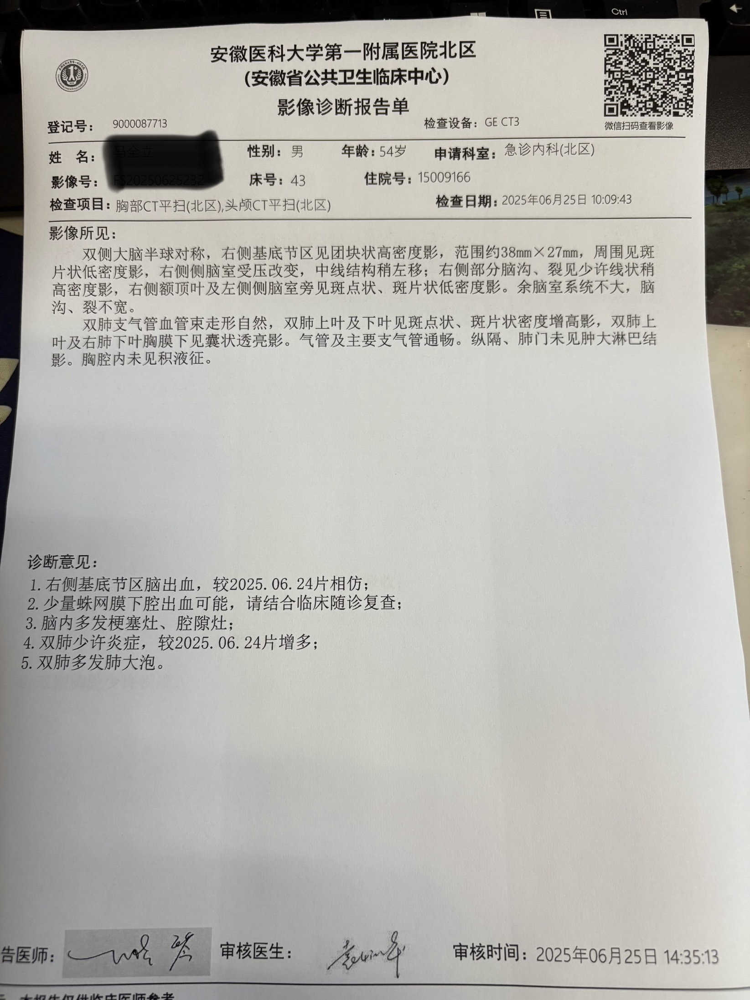 Ctrl
安徽医科大学第一附属医院北区
（安徽省公共卫生临床中心）
影像诊断报告单
微信扫码查看影像
登记号： 9000087713 检查设备：GE CT3
姓 名： 性别：男 年龄：54岁 申请科室：急诊内科(北区)
影像号： 床号：43 住院号：15009166
检查项目：胸部CT平扫(北区),头颅CT平扫(北区) 检查日期：2025年06月25日 10:09:43
影像所见：
双侧大脑半球对称，右侧基底节区见团块状高密度影，范围约38mm×27mm，周围见斑
片状低密度影，右侧侧脑室受压改变，中线结构稍左移；右侧部分脑沟、裂见少许线状稍
高密度影，右侧额顶叶及左侧侧脑室旁见斑点状、斑片状低密度影。余脑室系统不大，脑
沟、裂不宽。
双肺支气管血管束走形自然，双肺上叶及下叶见斑点状、斑片状密度增高影，双肺上
叶及右肺下叶胸膜下见囊状透亮影。气管及主要支气管通畅。纵隔、肺门未见肿大淋巴结
影。胸腔内未见积液征。
诊断意见：
1.右侧基底节区脑出血，较2025.06.24片相仿；
2.少量蛛网膜下腔出血可能，请结合临床随诊复查；
3.脑内多发梗塞灶、腔隙灶；
4.双肺少许炎症，较2025.06.24片增多；
5.双肺多发肺大泡。
告医师： 审核医生： 审核时间：2025年06月25日 14:35:13
本报告仅供临床医师参考